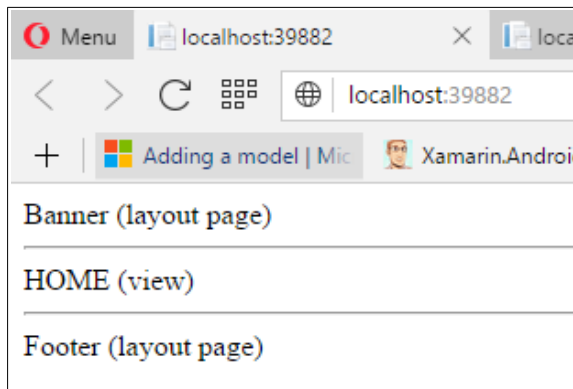 Menu localhost:39882 loca
localhost:39882
Adding a model | Mic Xamarin.Androi
Banner (layout page)
HOME (view)
Footer (layout page)